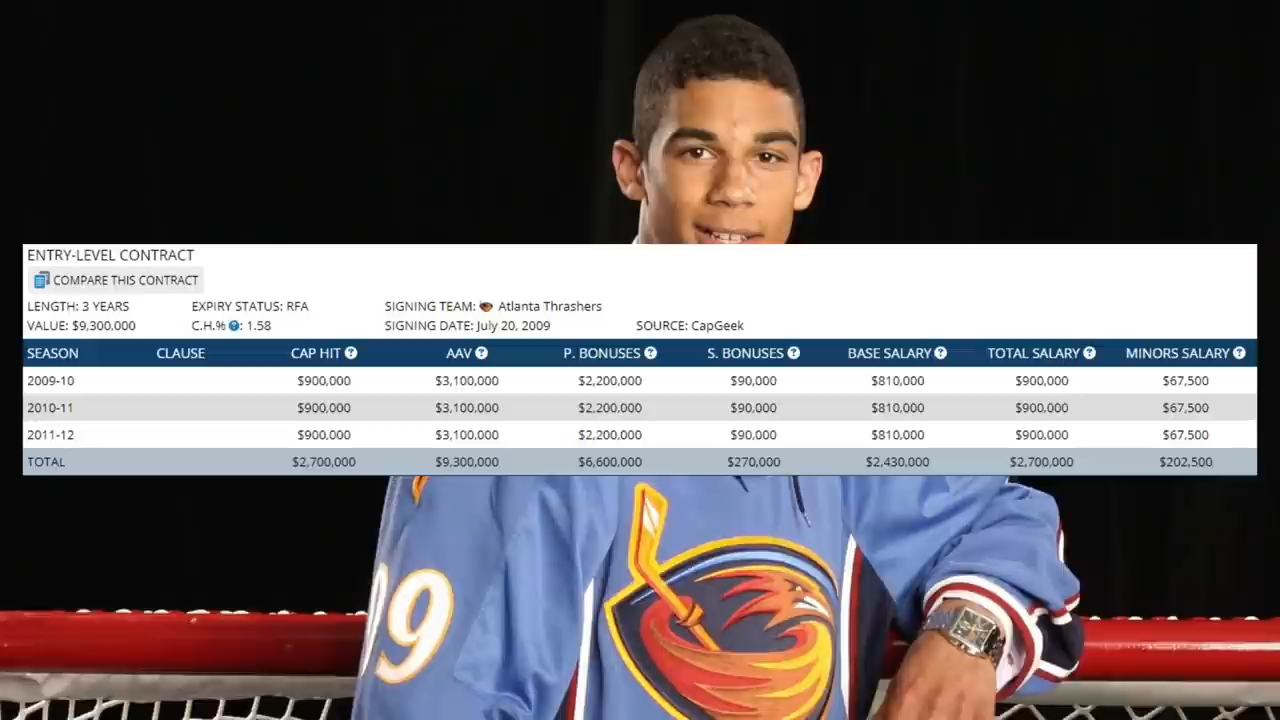 ENTRY-LEVEL CONTRACT
COMPARE THIS CONTRACT
LENGTH: 3 YEARS EXPIRY STATUS: RFA SIGNING TEAM: Atlanta Thrashers
VALUE: $9,300,000 C.H.% ?: 1.58 SIGNING DATE: July 20, 2009 SOURCE: CapGeek
SEASON CLAUSE CAP HIT ? AAV ? P. BONUSES ? S. BONUSES ? BASE SALARY ? TOTAL SALARY ? MINORS SALARY ?
2009-10 $900,000 $3,100,000 $2,200,000 $90,000 $810,000 $900,000 $67,500
2010-11 $900,000 $3,100,000 $2,200,000 $90,000 $810,000 $900,000 $67,500
2011-12 $900,000 $3,100,000 $2,200,000 $90,000 $810,000 $900,000 $67,500
TOTAL $2,700,000 $9,300,000 $6,600,000 $270,000 $2,430,000 $2,700,000 $202,500
09